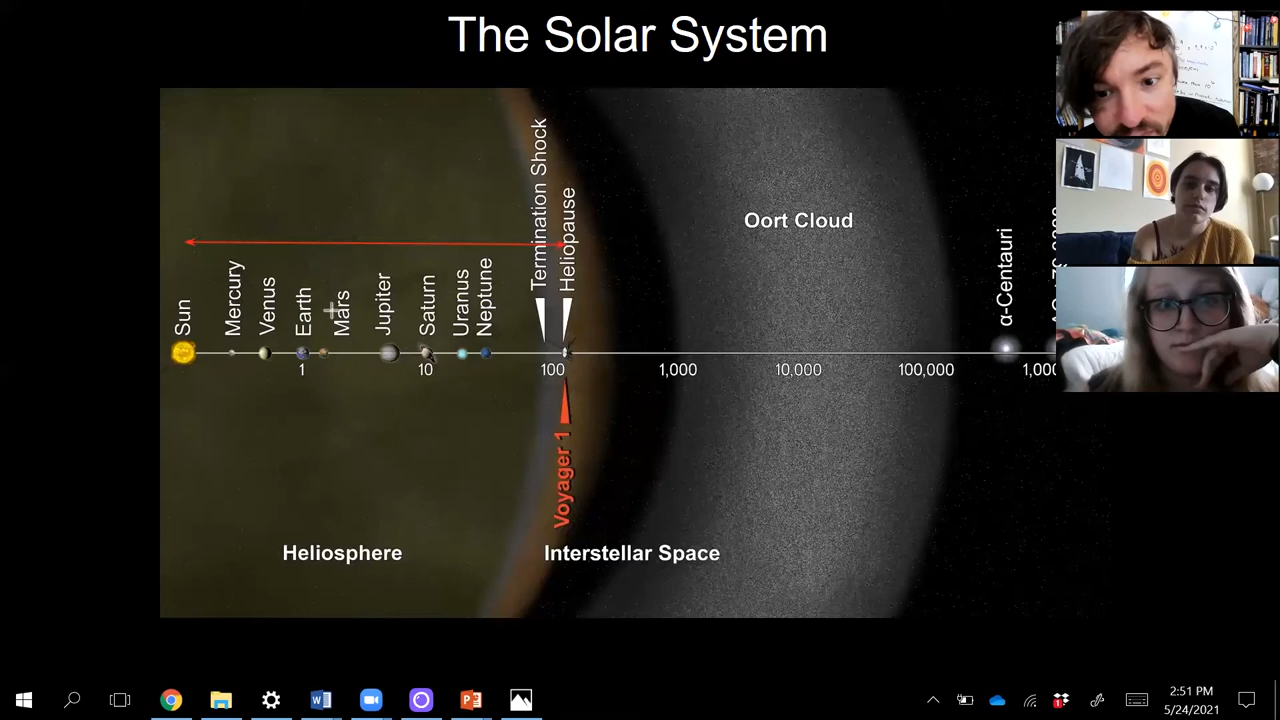 The Solar System
Termination Shock
Heliopause
Oort Cloud
Sun
Mercury
Venus
Earth
Mars
Jupiter
Saturn
Uranus
Neptune
α-Centauri
1
10
100
1,000
10,000
100,000
Voyager 1
Heliosphere
Interstellar Space
2:51 PM
5/24/2021